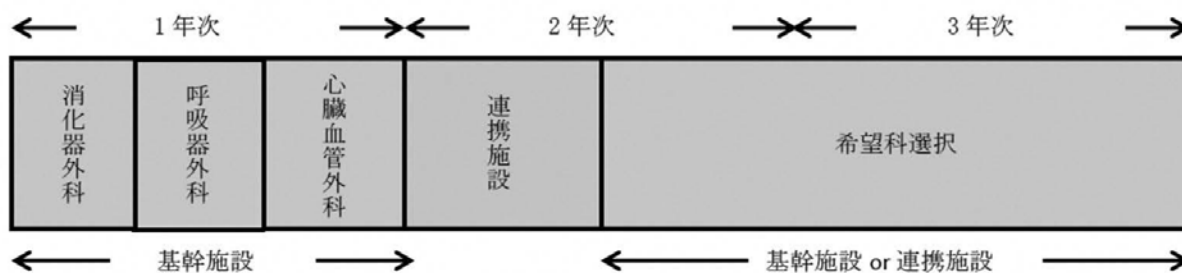 1 年次
2 年次
3 年次
消化器外科
呼吸器外科
心臓血管外科
連携施設
希望科選択
基幹施設
基幹施設 or 連携施設